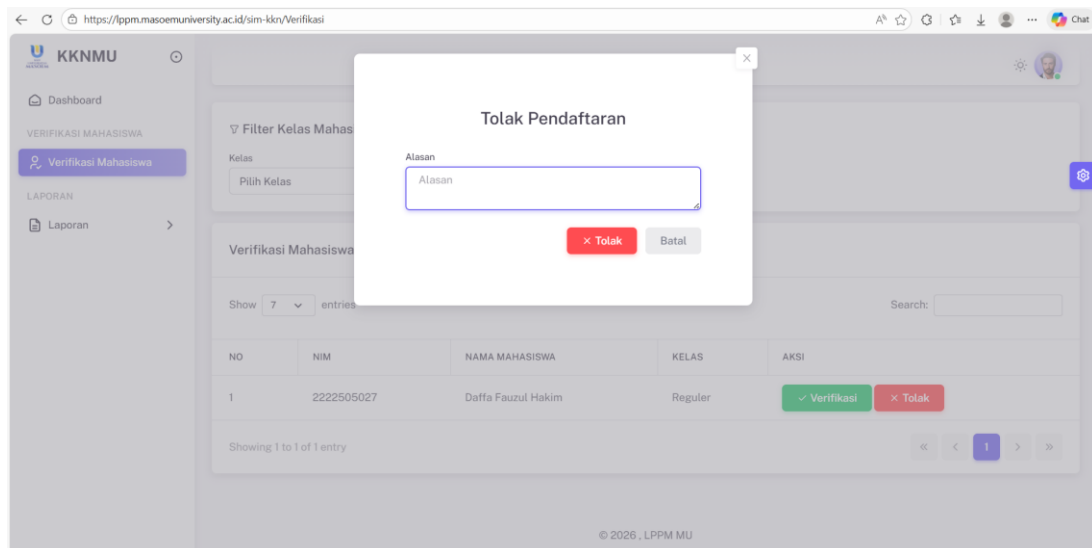 https://lppm.masoemuniversity.ac.id/sim-kkn/Verifikasi
Chat
KKNMU
Dashboard
VERIFIKASI MAHASISWA
Verifikasi Mahasiswa
LAPORAN
Laporan
Filter Kelas Mahas
Kelas
Pilih Kelas
Tolak Pendaftaran
Alasan
Alasan
× Tolak Batal
Verifikasi Mahasiswa
Show 7 entries Search:
NO NIM NAMA MAHASISWA KELAS AKSI
1 2222505027 Daffa Fauzul Hakim Reguler ✓ Verifikasi × Tolak
Showing 1 to 1 of 1 entry « < 1 > »
© 2026 , LPPM MU